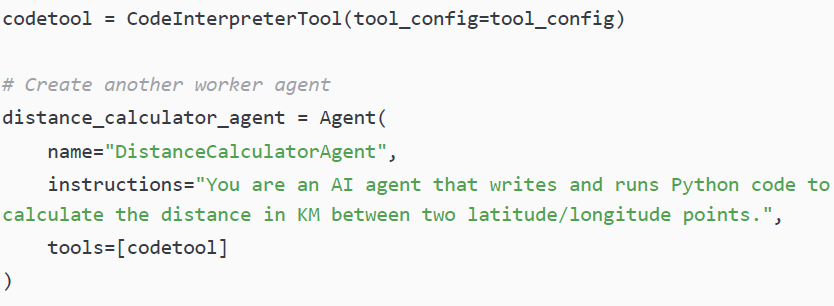 codetool = CodeInterpreterTool(tool_config=tool_config)
# Create another worker agent
distance_calculator_agent = Agent(
    name="DistanceCalculatorAgent",
    instructions="You are an AI agent that writes and runs Python code to
calculate the distance in KM between two latitude/longitude points.",
    tools=[codetool]
)